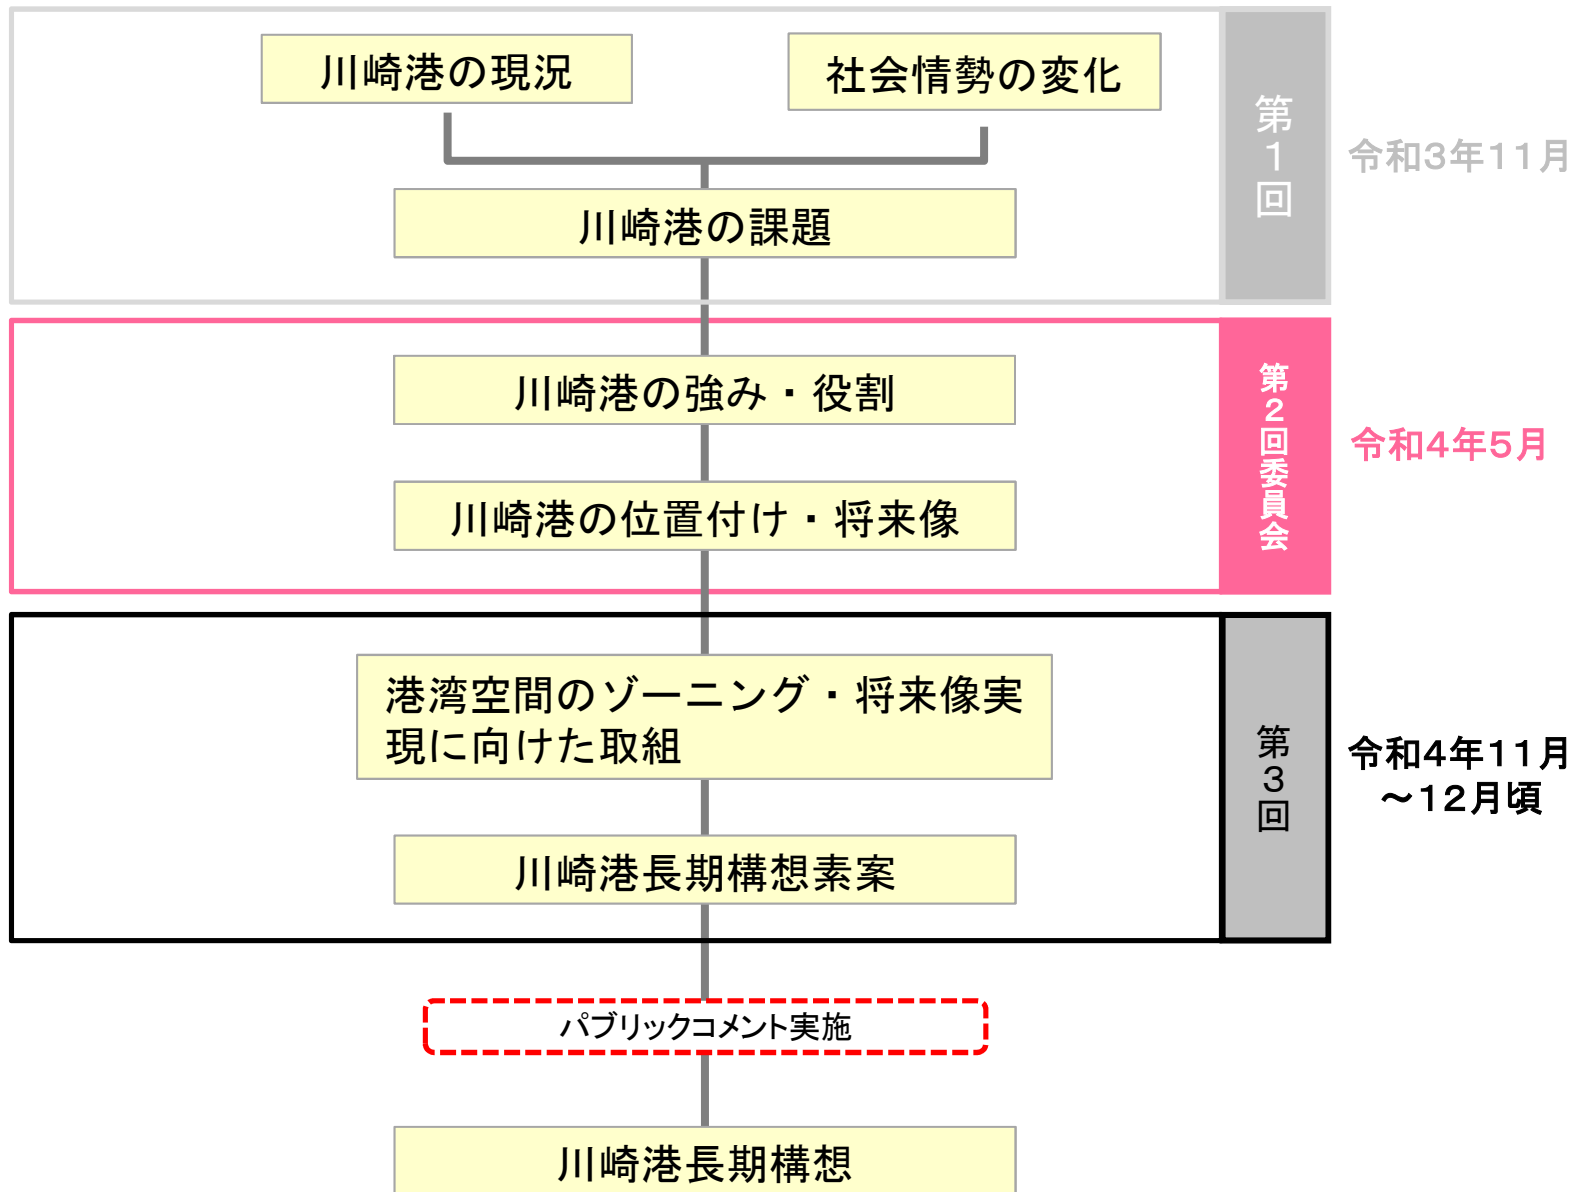 川崎港の現況
社会情勢の変化
川崎港の課題
第1回
令和3年11月
川崎港の強み・役割
川崎港の位置付け・将来像
第2回委員会
令和4年5月
港湾空間のゾーニング・将来像実
現に向けた取組
川崎港長期構想素案
第3回
令和4年11月
～12月頃
パブリックコメント実施
川崎港長期構想